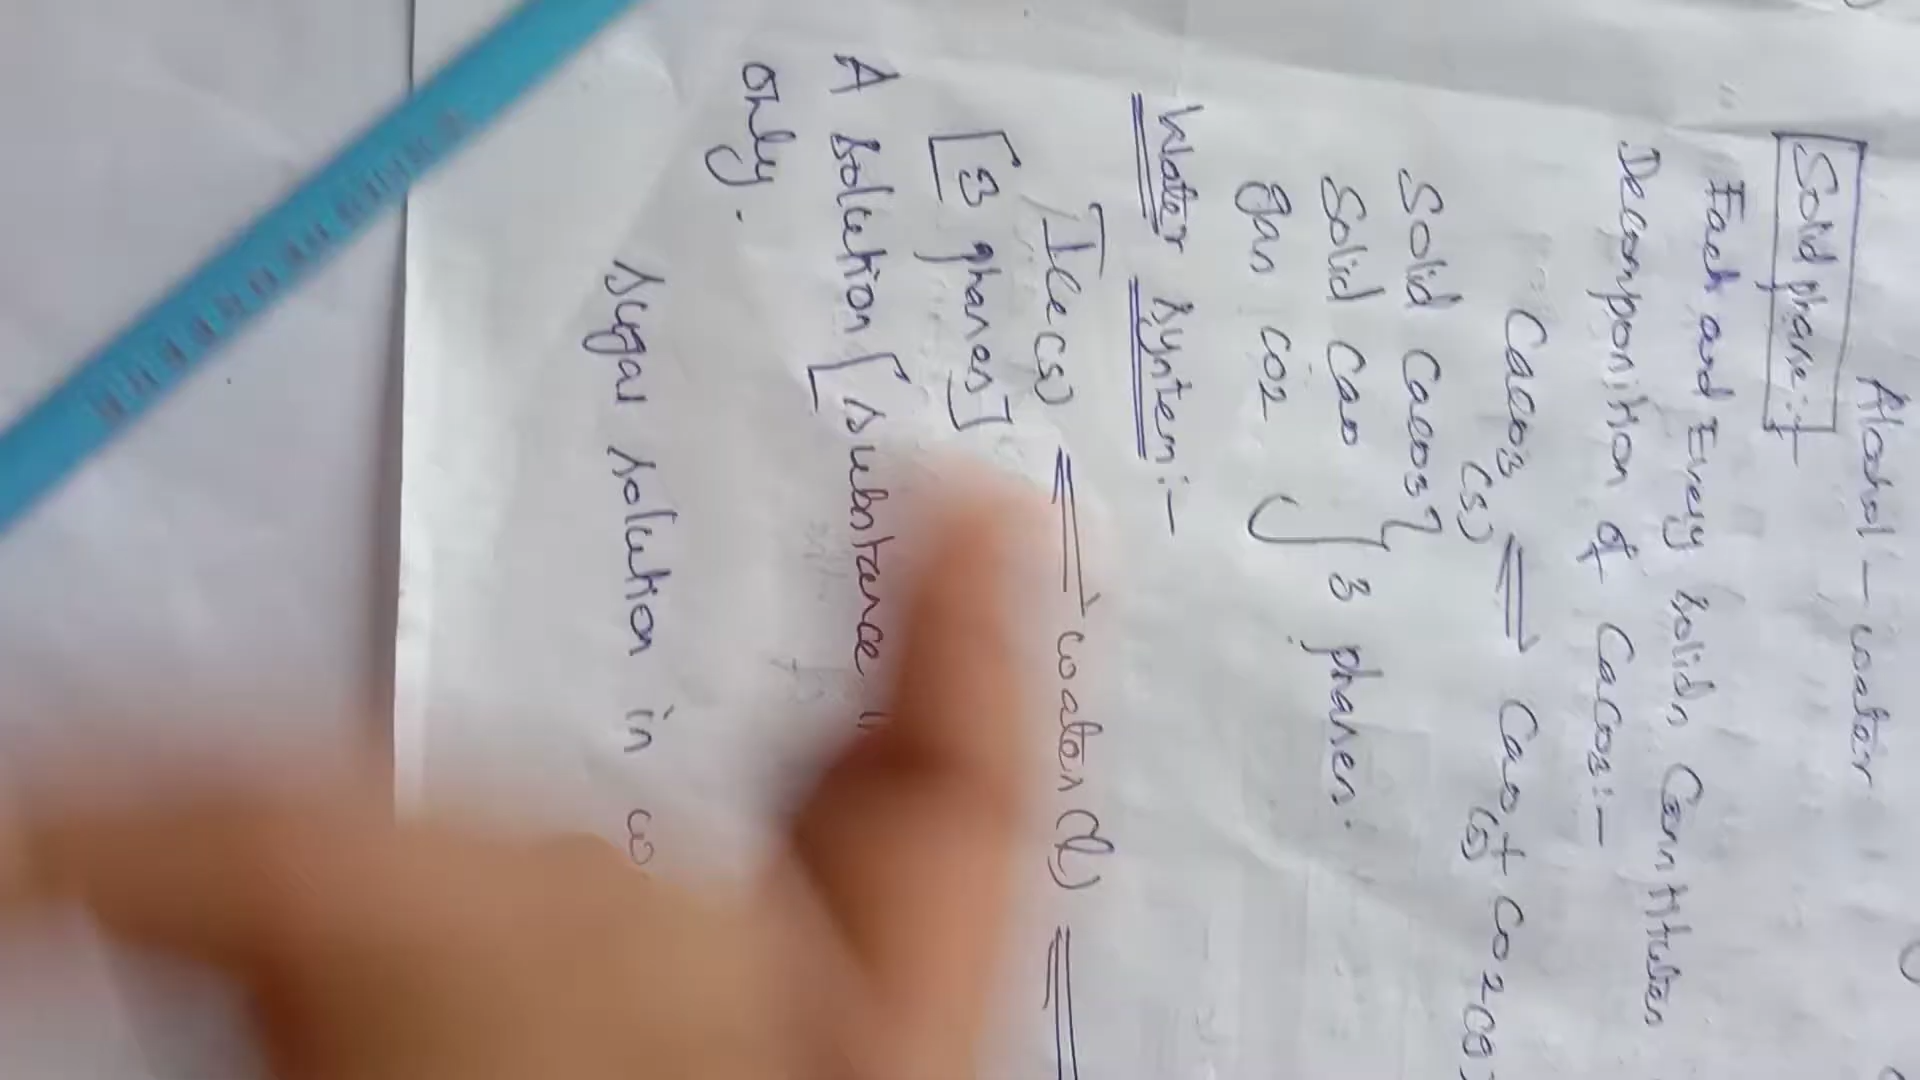 Alcohol - water
Solid phase:-
Each and Every solids Constitutes
Decomposition of CaCO3:-
CaCO3(s) ⇌ CaO(s) + CO2(g)
Solid CaCO3
Solid CaO } 3 phases.
gas CO2
Water system:-
Ice(s) ⇌ water(l) ⇌
[3 phases]
A solution [substance
only.
sugar solution in